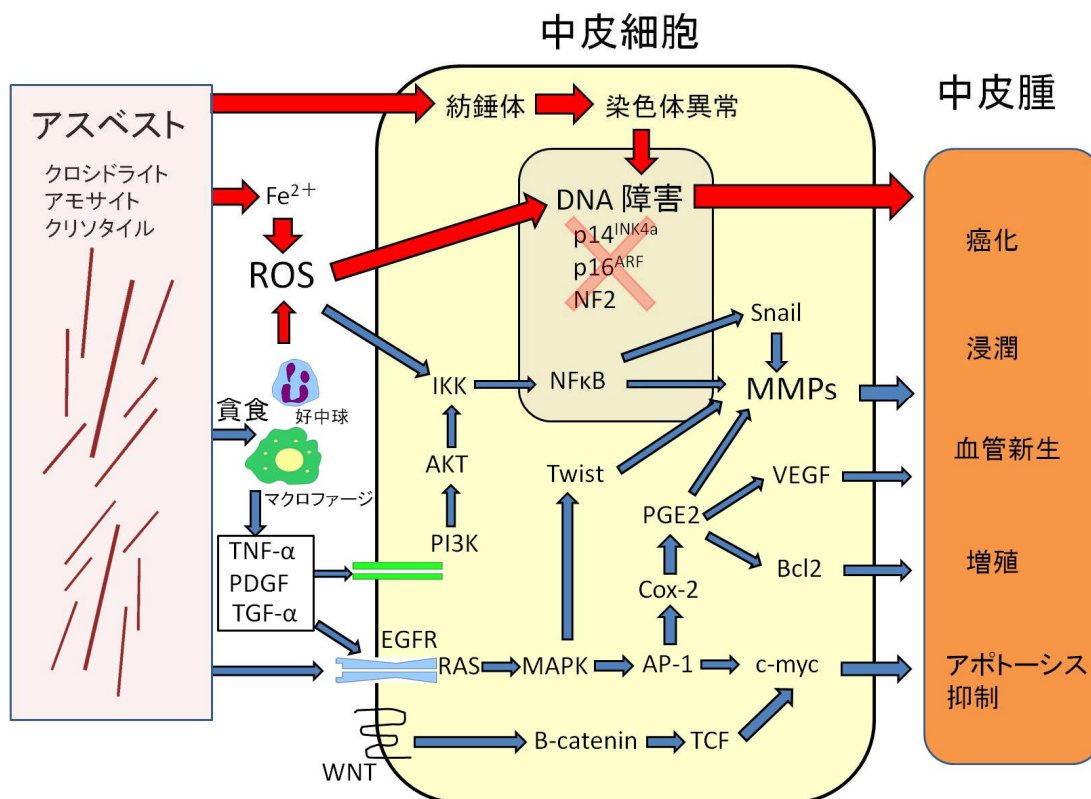 中皮細胞
中皮腫
アスベスト
クロシドライト
アモサイト
クリソタイル
紡錘体
染色体異常
Fe²⁺
ROS
DNA 障害
p14ᴵᴺᴷ⁴ᵃ
p16ᴬᴿᶠ
NF2
好中球
貪食
マクロファージ
TNF-α
PDGF
TGF-α
IKK
NFκB
Snail
MMPs
AKT
PI3K
Twist
PGE2
VEGF
Cox-2
Bcl2
EGFR
RAS
MAPK
AP-1
c-myc
WNT
B-catenin
TCF
癌化
浸潤
血管新生
増殖
アポトーシス
抑制